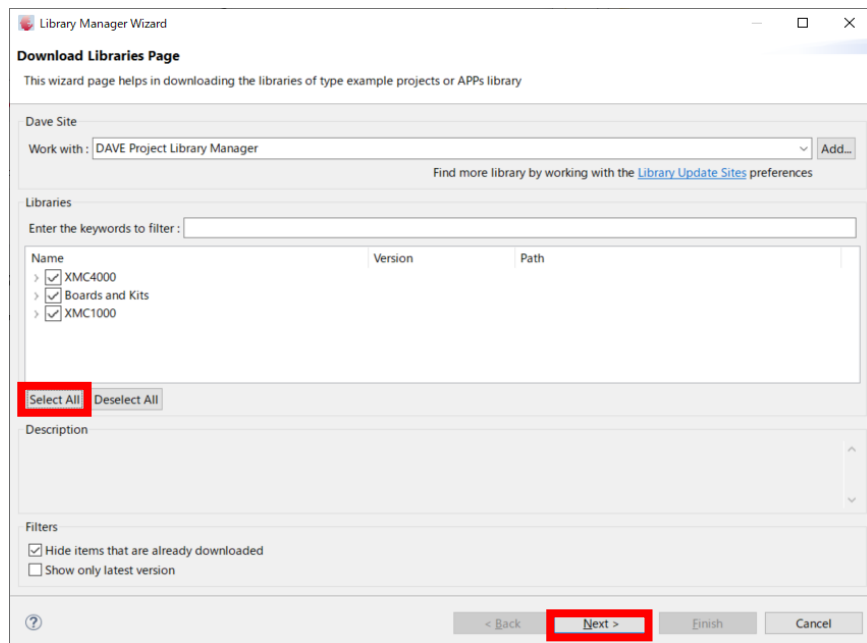 Library Manager Wizard
Download Libraries Page
This wizard page helps in downloading the libraries of type example projects or APPs library
Dave Site
Work with : DAVE Project Library Manager Add...
Find more library by working with the Library Update Sites preferences
Libraries
Enter the keywords to filter :
Name Version Path
XMC4000
Boards and Kits
XMC1000
Select All Deselect All
Description
Filters
Hide items that are already downloaded
Show only latest version
? < Back Next > Finish Cancel